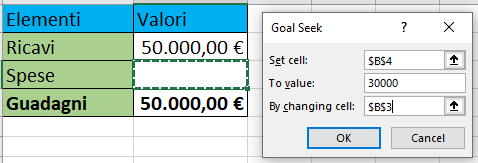 Elementi Valori
Ricavi 50.000,00 €
Spese
Guadagni 50.000,00 €
Goal Seek ? ×
Set cell: $B$4
To value: 30000
By changing cell: $B$3
OK Cancel